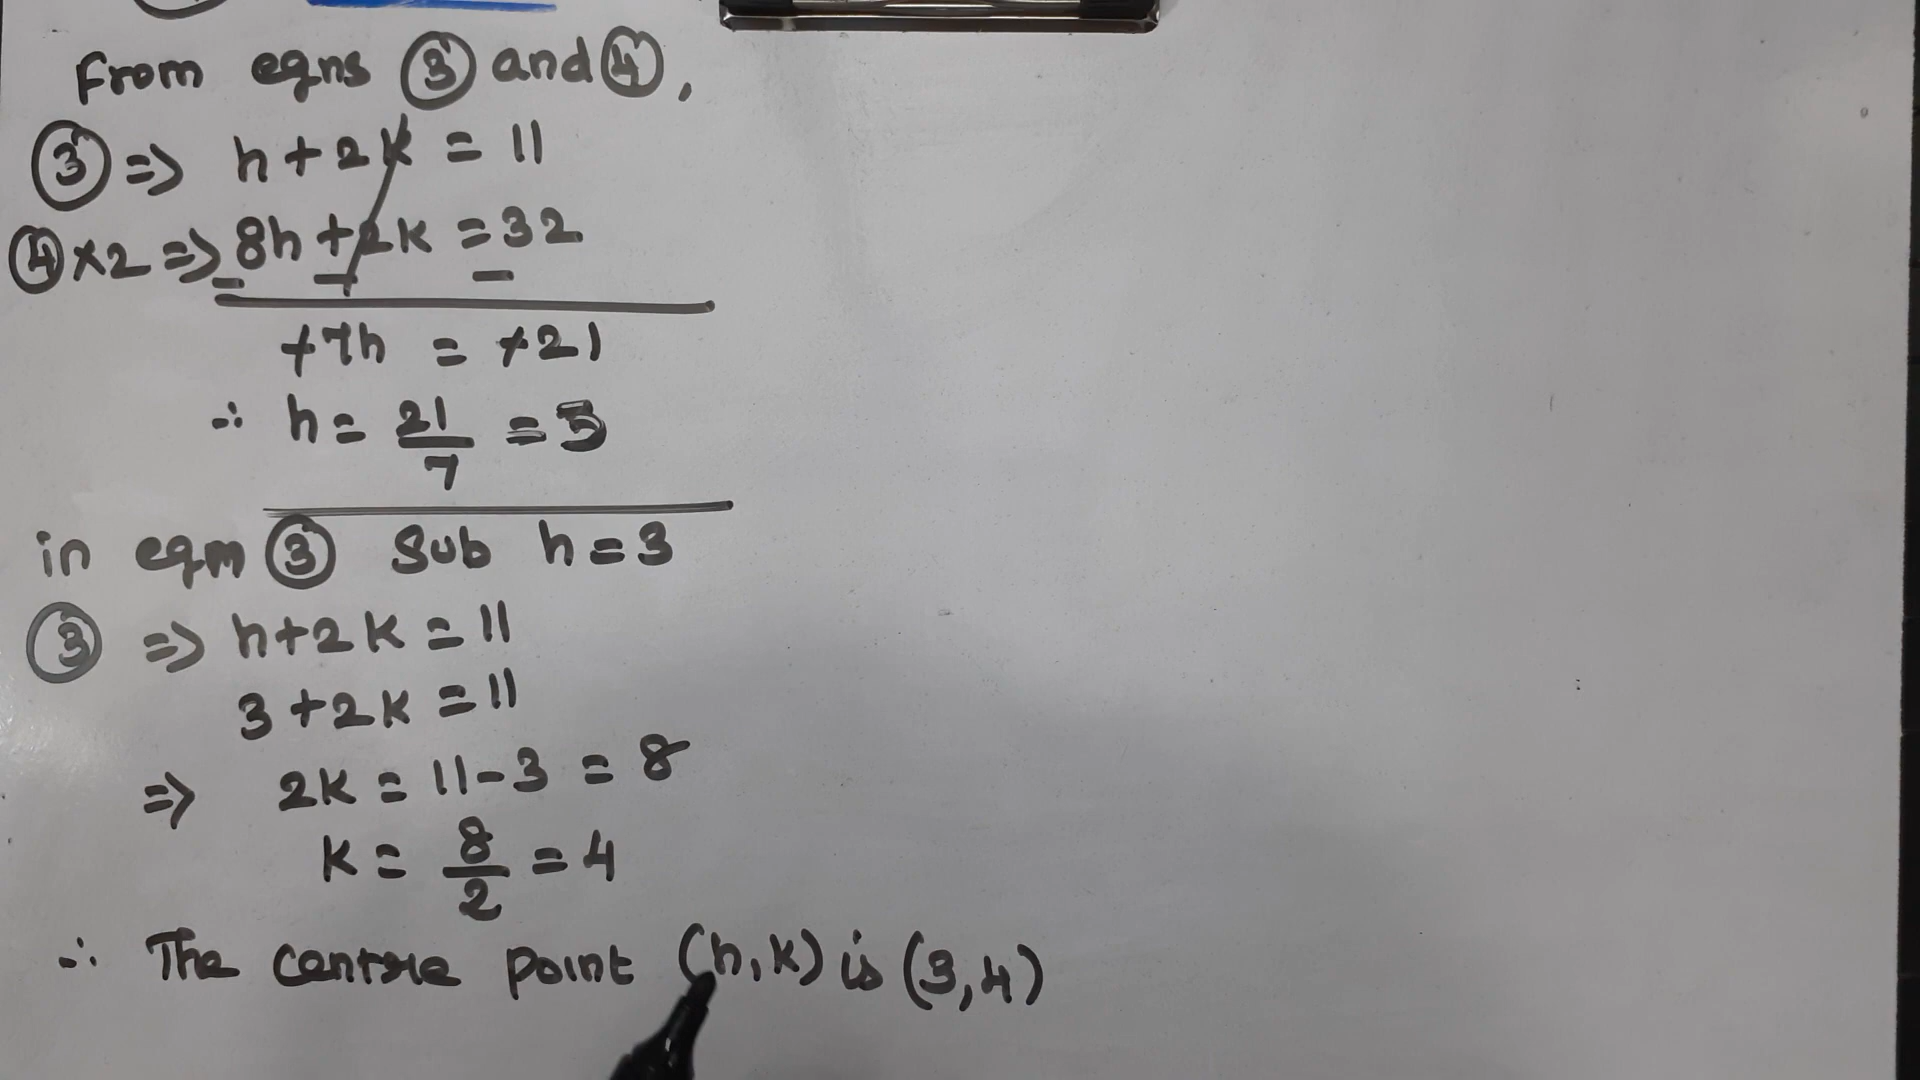 From eqns ③ and ④,
③ => h+2k = 11
④×2 => 8h+2k = 32
- - -
+7h = +21
∴ h = 21/7 = 3
in eqn ③ Sub h=3
③ => h+2k = 11
3+2k = 11
=> 2k = 11-3 = 8
k = 8/2 = 4
∴ The centre point (h,k) is (3,4)